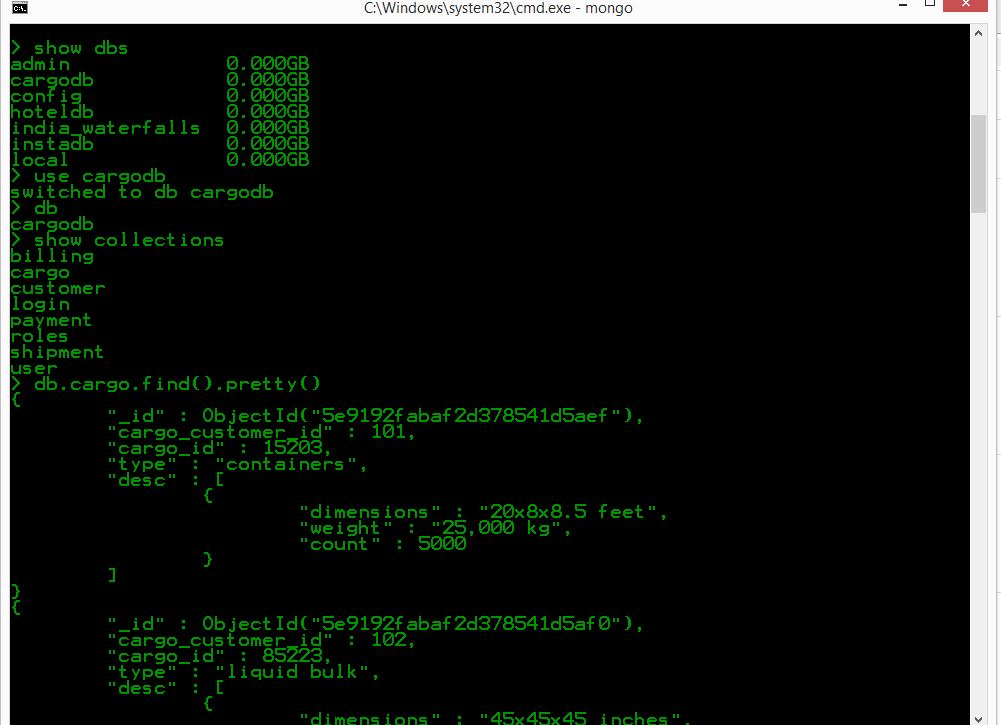 C:\Windows\system32\cmd.exe - mongo
> show dbs
admin 0.000GB
cargodb 0.000GB
config 0.000GB
hoteldb 0.000GB
india_waterfalls 0.000GB
instadb 0.000GB
local 0.000GB
> use cargodb
switched to db cargodb
> db
cargodb
> show collections
billing
cargo
customer
login
payment
roles
shipment
user
> db.cargo.find().pretty()
{
"_id" : ObjectId("5e9192fabaf2d378541d5aef"),
"cargo_customer_id" : 101,
"cargo_id" : 15203,
"type" : "containers",
"desc" : [
{
"dimensions" : "20x8x8.5 feet",
"weight" : "25,000 kg",
"count" : 5000
}
]
}
{
"_id" : ObjectId("5e9192fabaf2d378541d5af0"),
"cargo_customer_id" : 102,
"cargo_id" : 85223,
"type" : "liquid bulk",
"desc" : [
{
"dimensions" : "45x45x45 inches",